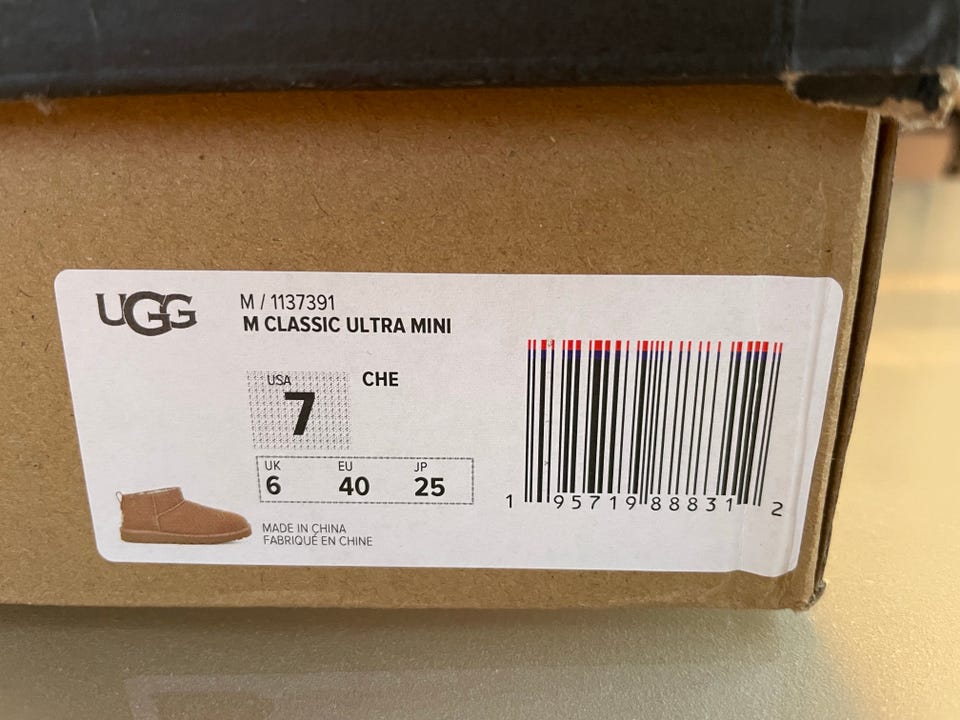 UGG
M / 1137391
M CLASSIC ULTRA MINI
USA
7
CHE
UK EU JP
6 40 25
MADE IN CHINA
FABRIQUÉ EN CHINE
1 95719 88831 2